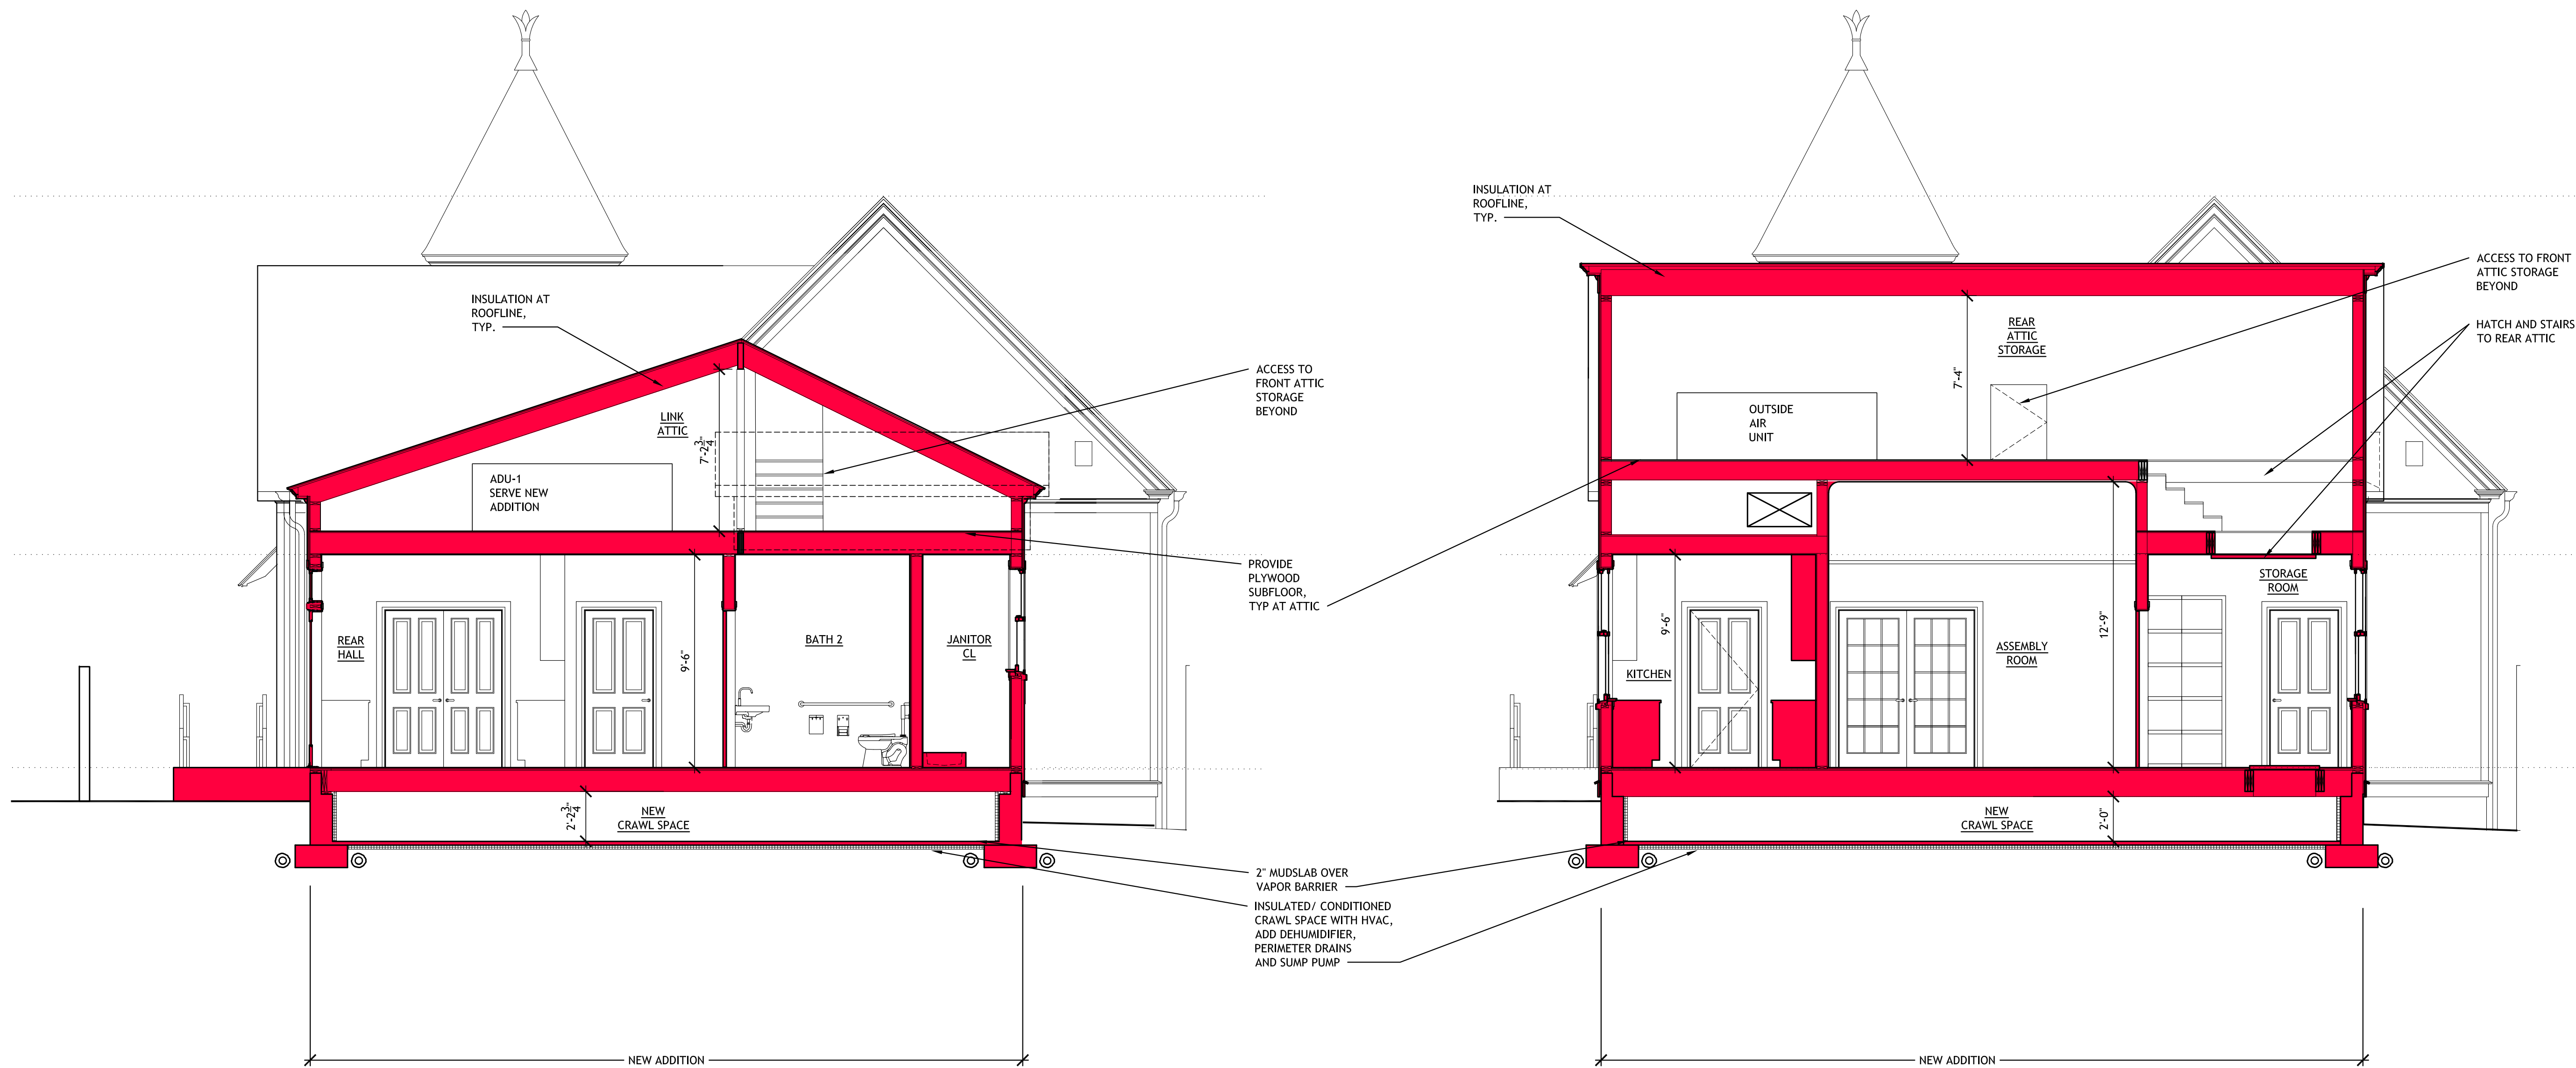 INSULATION AT
ROOFLINE,
TYP.
LINK
ATTIC
7'-2 3/4"
ADU-1
SERVE NEW
ADDITION
ACCESS TO
FRONT ATTIC
STORAGE
BEYOND
PROVIDE
PLYWOOD
SUBFLOOR,
TYP AT ATTIC
REAR
HALL
9'-6"
BATH 2
JANITOR
CL
2'-2 3/4"
NEW
CRAWL SPACE
2" MUDSLAB OVER
VAPOR BARRIER
INSULATED/ CONDITIONED
CRAWL SPACE WITH HVAC,
ADD DEHUMIDIFIER,
PERIMETER DRAINS
AND SUMP PUMP
NEW ADDITION
INSULATION AT
ROOFLINE,
TYP.
ACCESS TO FRONT
ATTIC STORAGE
BEYOND
HATCH AND STAIRS
TO REAR ATTIC
REAR
ATTIC
STORAGE
7'-4"
OUTSIDE
AIR
UNIT
STORAGE
ROOM
9'-6"
12'-9"
KITCHEN
ASSEMBLY
ROOM
NEW
CRAWL SPACE
2'-0"
NEW ADDITION